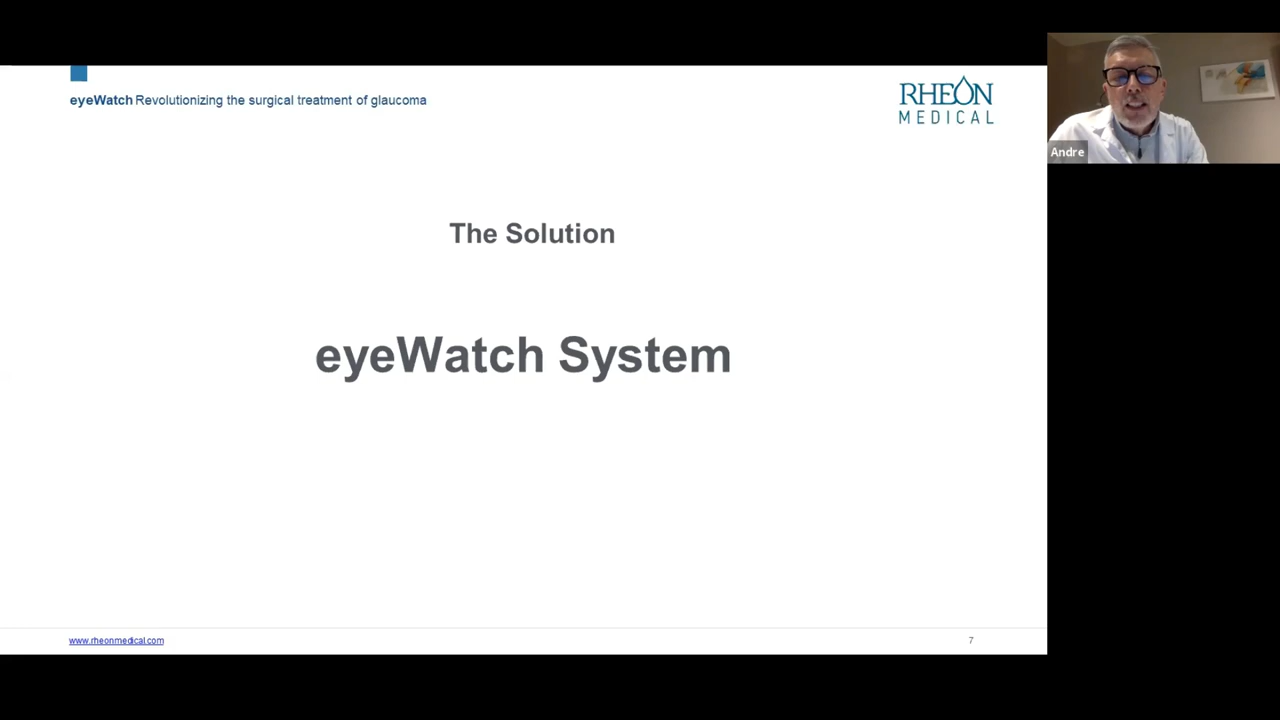 eyeWatch Revolutionizing the surgical treatment of glaucoma
RHEON
MEDICAL
The Solution
eyeWatch System
www.rheonmedical.com
7
Andre